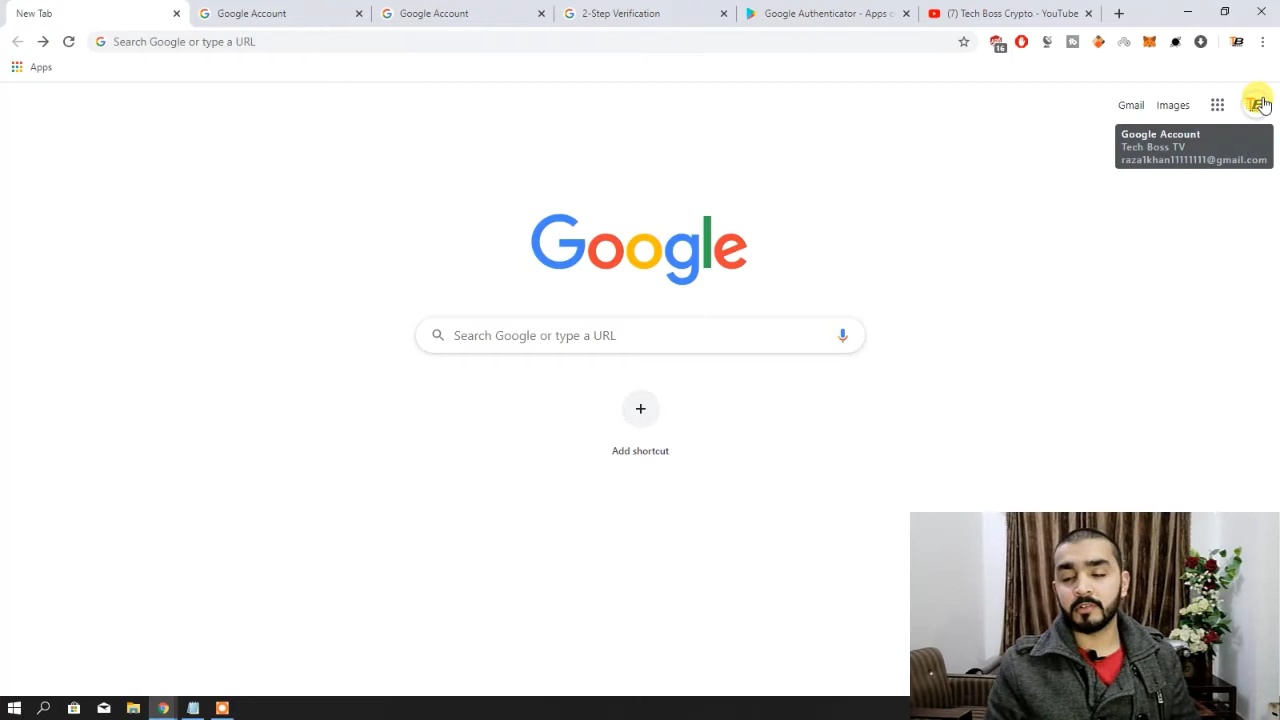 New Tab
Google Account
Google Account
2-Step Verification
Google Authenticator - Apps o
(7) Tech Boss Crypto - YouTube
Search Google or type a URL
16
Apps
Gmail
Images
Google Account
Tech Boss TV
raza1khan11111111@gmail.com
Google
Search Google or type a URL
Add shortcut